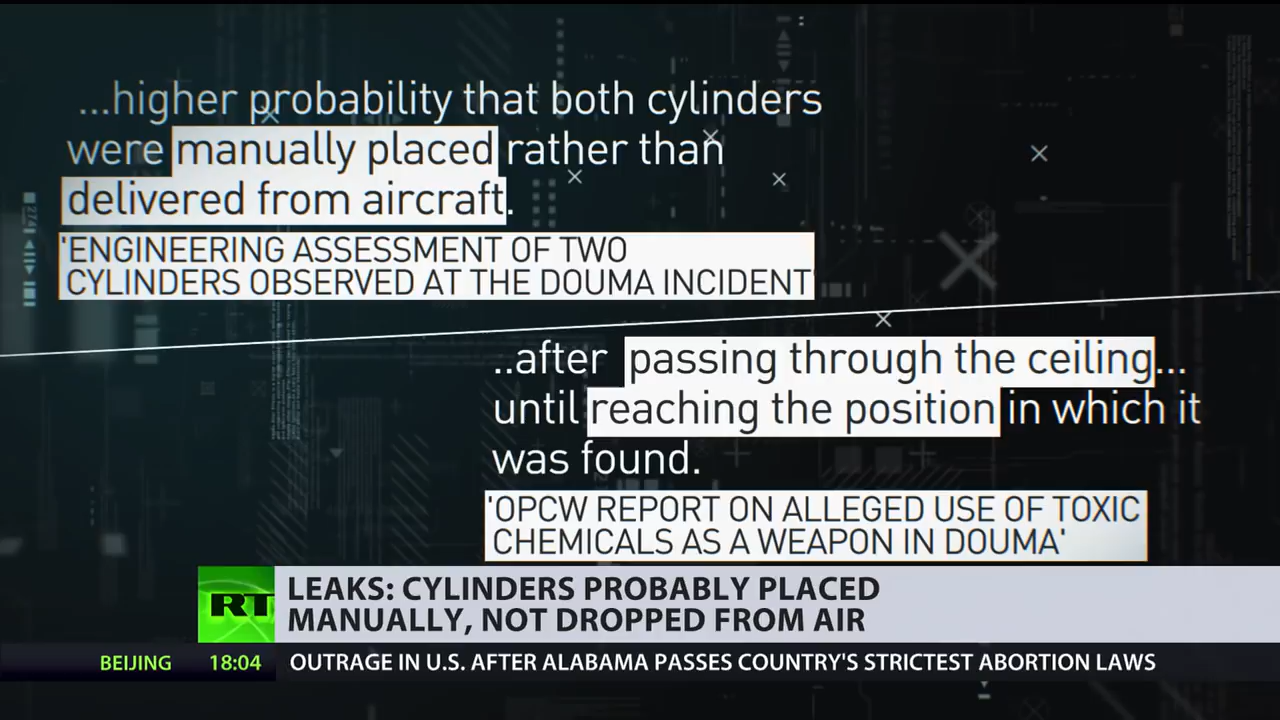 ...higher probability that both cylinders
were manually placed rather than
delivered from aircraft.
'ENGINEERING ASSESSMENT OF TWO
CYLINDERS OBSERVED AT THE DOUMA INCIDENT'
..after passing through the ceiling...
until reaching the position in which it
was found.
'OPCW REPORT ON ALLEGED USE OF TOXIC
CHEMICALS AS A WEAPON IN DOUMA'
RT
LEAKS: CYLINDERS PROBABLY PLACED
MANUALLY, NOT DROPPED FROM AIR
BEIJING 18:04 OUTRAGE IN U.S. AFTER ALABAMA PASSES COUNTRY'S STRICTEST ABORTION LAWS